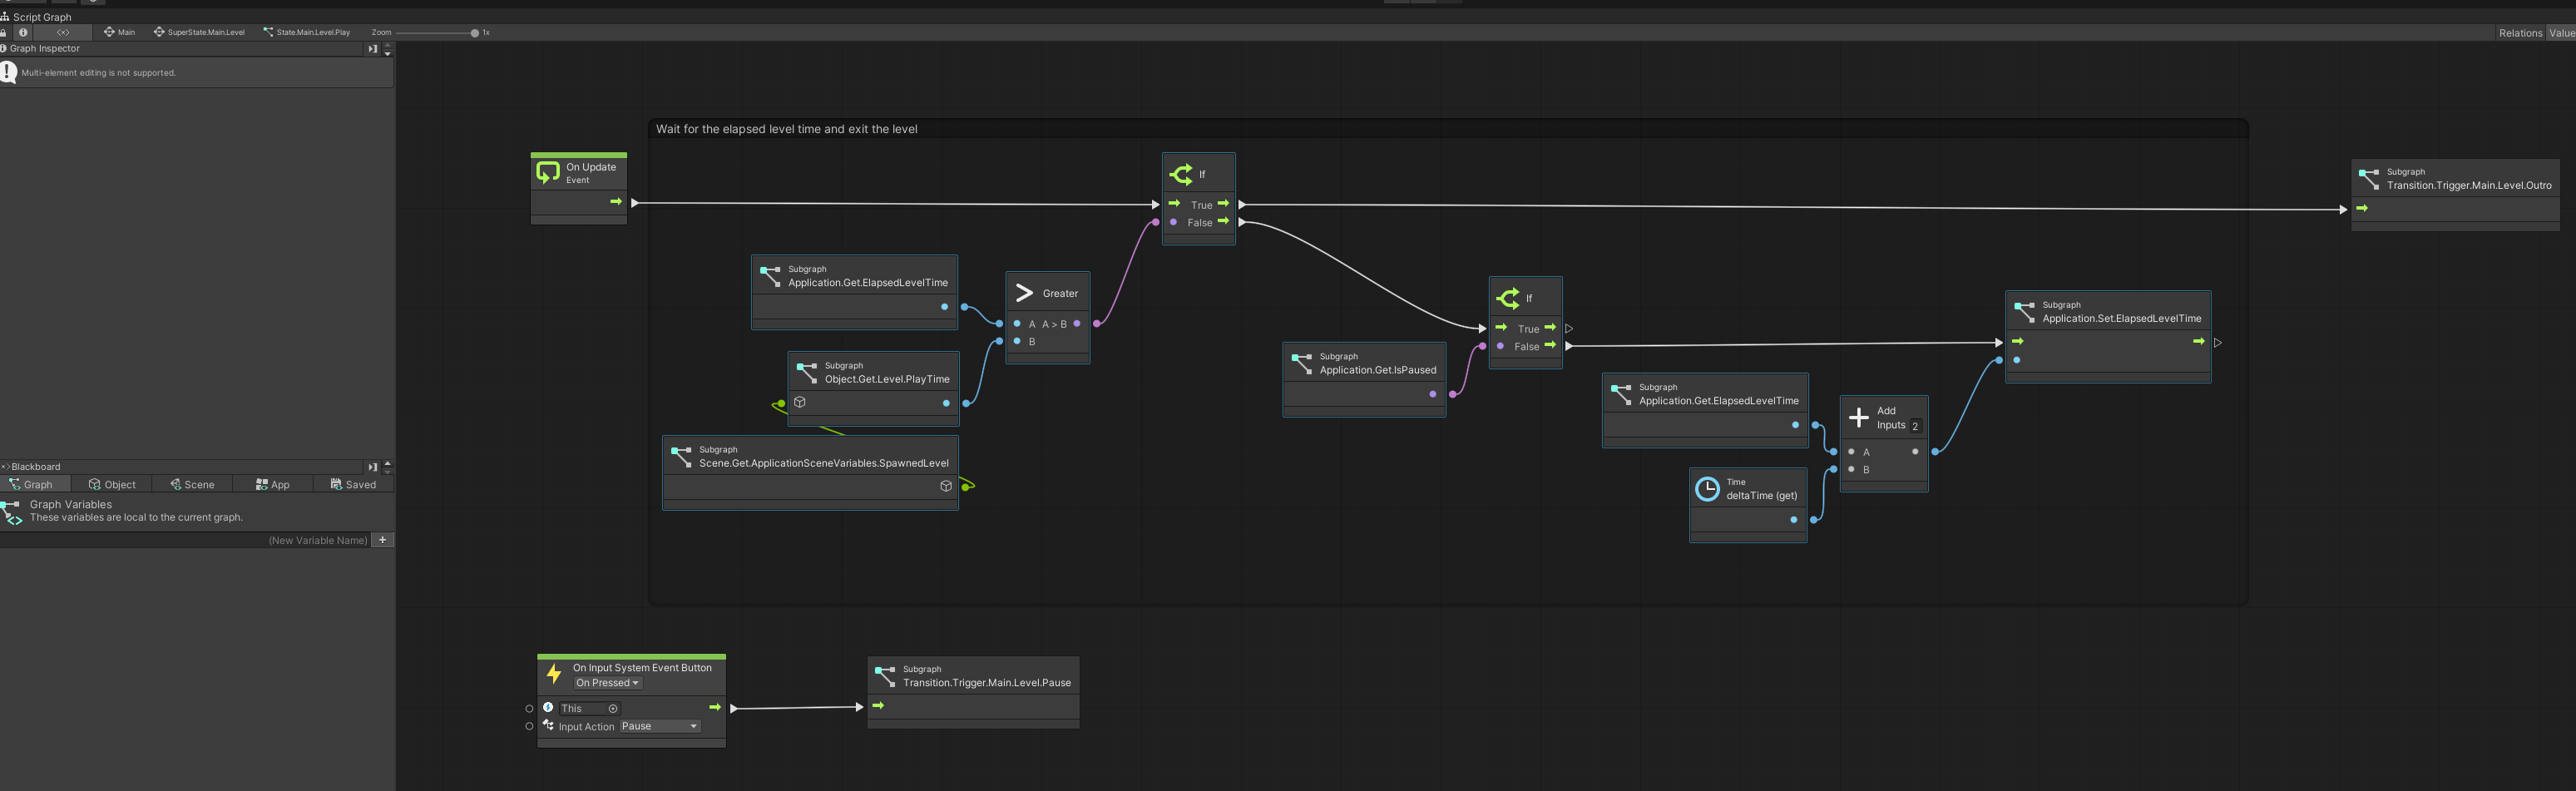 Script Graph
Main
SuperState.Main.Level
State.Main.Level.Play
Zoom
1x
Relations
Value
Graph Inspector
Multi-element editing is not supported.
Wait for the elapsed level time and exit the level
On Update
Event
If
True
False
Subgraph
Transition.Trigger.Main.Level.Outro
Subgraph
Application.Get.ElapsedLevelTime
Greater
A A > B
B
Subgraph
Object.Get.Level.PlayTime
Subgraph
Scene.Get.ApplicationSceneVariables.SpawnedLevel
If
True
False
Subgraph
Application.Get.IsPaused
Subgraph
Application.Set.ElapsedLevelTime
Subgraph
Application.Get.ElapsedLevelTime
Add
Inputs 2
A
B
Time
deltaTime (get)
Blackboard
Graph
Object
Scene
App
Saved
Graph Variables
These variables are local to the current graph.
(New Variable Name) +
On Input System Event Button
On Pressed
This
Input Action Pause
Subgraph
Transition.Trigger.Main.Level.Pause